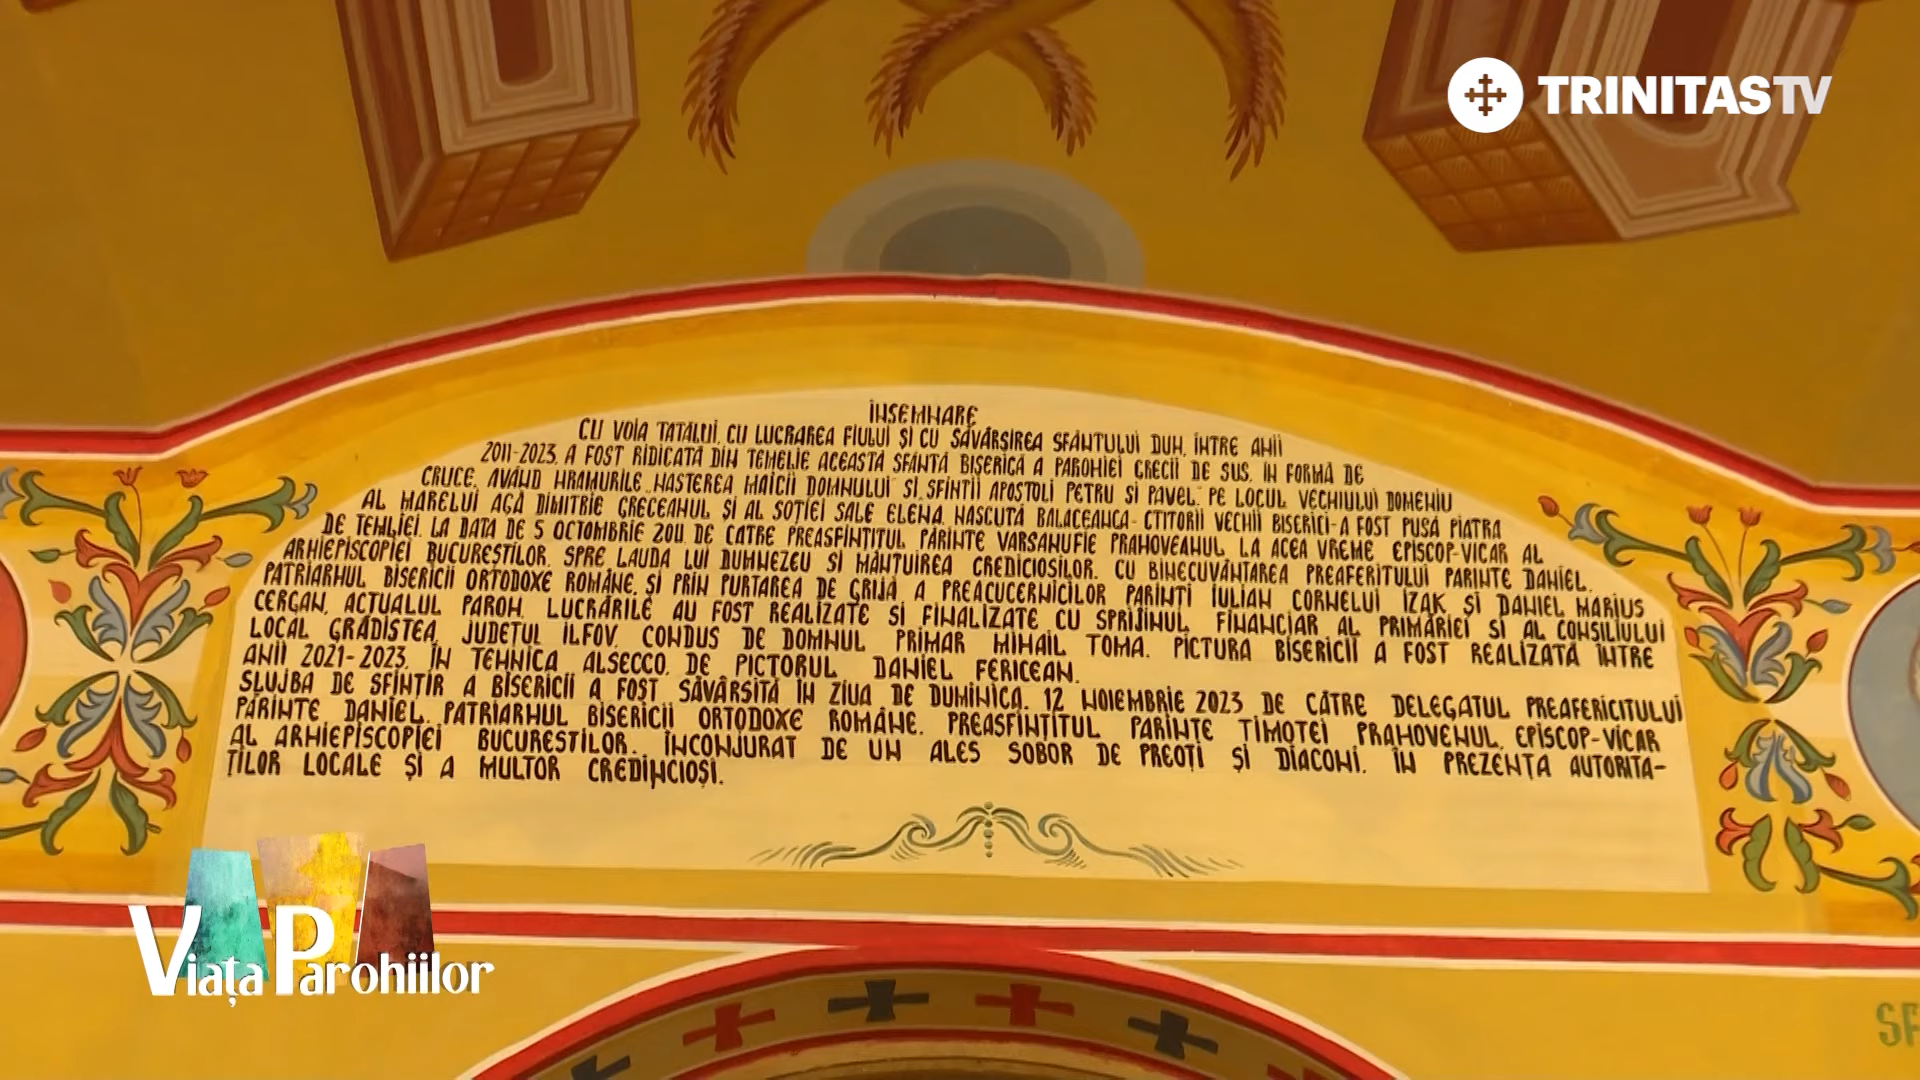 TRINITAS TV
ÎNSEMNARE
CU VOIA TATĂLUI, CU LUCRAREA FIULUI ȘI CU SĂVÂRȘIREA SFÂNTULUI DUH, ÎNTRE ANII
2011-2023, A FOST RIDICATĂ DIN TEMELIE ACEASTĂ SFÂNTĂ BISERICĂ A PAROHIEI GRECII DE SUS, ÎN FORMĂ DE
CRUCE, AVÂND HRAMURILE „NAȘTEREA MAICII DOMNULUI” ȘI „SFINȚII APOSTOLI PETRU ȘI PAVEL”. PE LOCUL VECHIULUI DOMENIU
AL MARELUI AGĂ DIMITRIE GRECEANUL ȘI AL SOȚIEI SALE ELENA, NĂSCUTĂ BĂLĂCEANCA - CTITORII VECHII BISERICI - A FOST PUSĂ PIATRA
DE TEMLIEI, LA DATA DE 5 OCTOMBRIE 2011, DE CĂTRE PREASFINȚITUL PĂRINTE VARSANUFIE PRAHOVEANUL, LA ACEA VREME EPISCOP-VICAR AL
ARHIEPISCOPIEI BUCUREȘTILOR, SPRE LAUDA LUI DUMNEZEU ȘI MÂNTUIREA CREDICIOȘILOR. CU BINECUVÂNTAREA PREAFERITULUI PĂRINTE DANIEL,
PATRIARHUL BISERICII ORTODOXE ROMÂNE, ȘI PRIN PURTAREA DE GRIJĂ A PREACUCERNICILOR PĂRINȚI IULIAN CORNELUI IZAK ȘI DANIEL MARIUS
CERGAN, ACTUALUL PAROH, LUCRĂRILE AU FOST REALIZATE ȘI FINALIZATE CU SPRIJINUL FINANCIAR AL PRIMĂRIEI ȘI AL CONSILIULUI
LOCAL GRĂDIȘTEA, JUDEȚUL ILFOV, CONDUS DE DOMNUL PRIMAR MIHAIL TOMA. PICTURA BISERICII A FOST REALIZATĂ ÎNTRE
ANII 2021-2023, ÎN TEHNICA ALSECCO, DE PICTORUL DANIEL FERICEAN.
SLUJBA DE SFINȚIR A BISERICII A FOST SĂVÂRȘITĂ ÎN ZIUA DE DUMINICĂ, 12 NOIEMBRIE 2023, DE CĂTRE DELEGATUL PREAFERICITULUI
PĂRINTE DANIEL, PATRIARHUL BISERICII ORTODOXE ROMÂNE, PREASFINȚITUL PĂRINTE TIMOTEI PRAHOVENUL, EPISCOP-VICAR
AL ARHIEPISCOPIEI BUCUREȘTILOR, ÎNCONJURAT DE UN ALES SOBOR DE PREOȚI ȘI DIACONI, ÎN PREZENȚA AUTORITĂ-
ȚILOR LOCALE ȘI A MULTOR CREDINCIOȘI.
Viața Parohiilor
SF